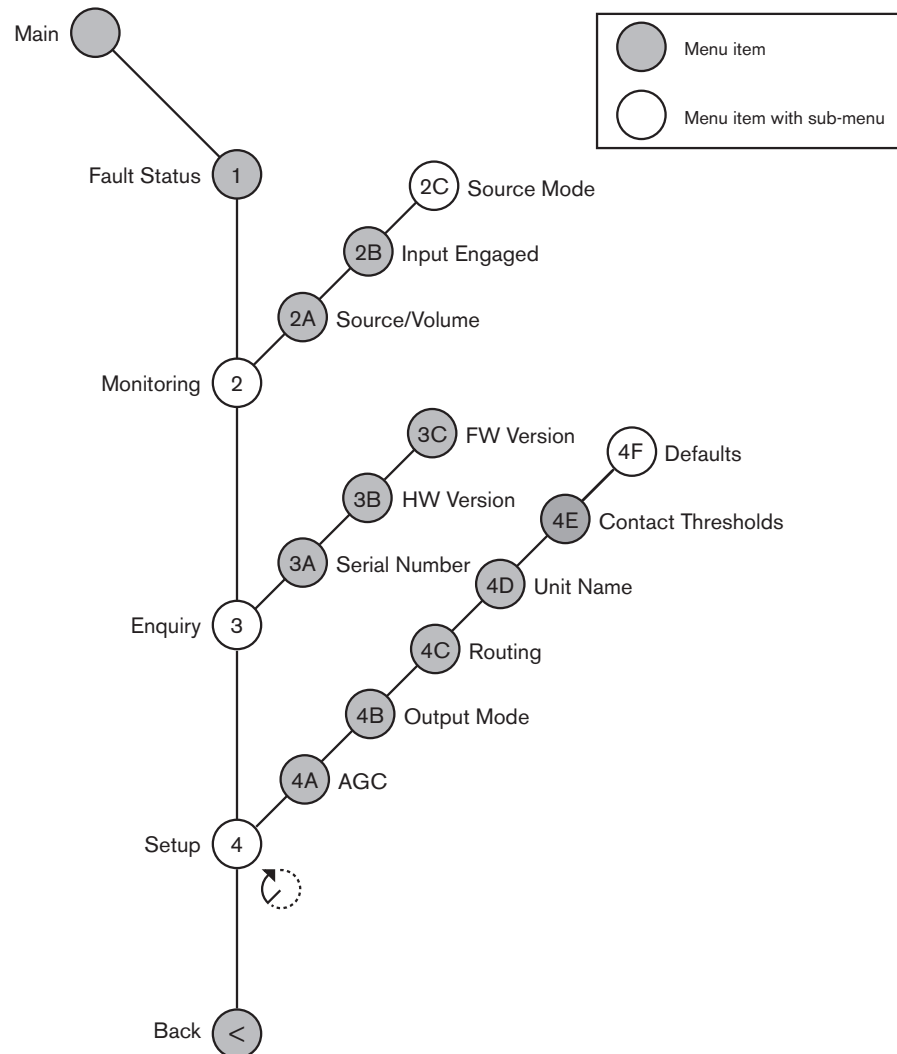 Main
Menu item
Menu item with sub-menu
Fault Status 1
2C Source Mode
2B Input Engaged
2A Source/Volume
Monitoring 2
3C FW Version
3B HW Version
3A Serial Number
Enquiry 3
4F Defaults
4E Contact Thresholds
4D Unit Name
4C Routing
4B Output Mode
4A AGC
Setup 4
Back <